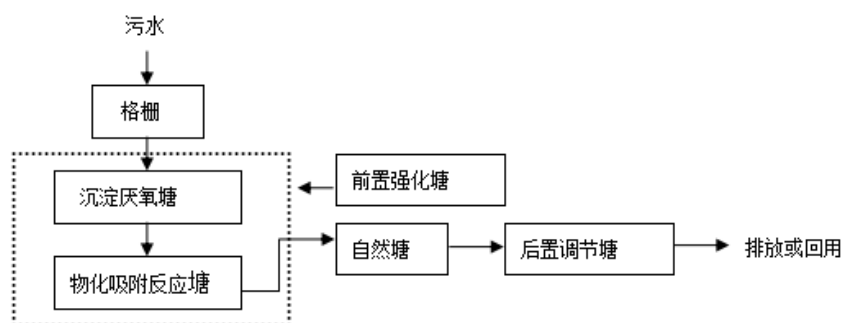 污水
格栅
沉淀厌氧塘
前置强化塘
物化吸附反应塘
自然塘
后置调节塘
排放或回用